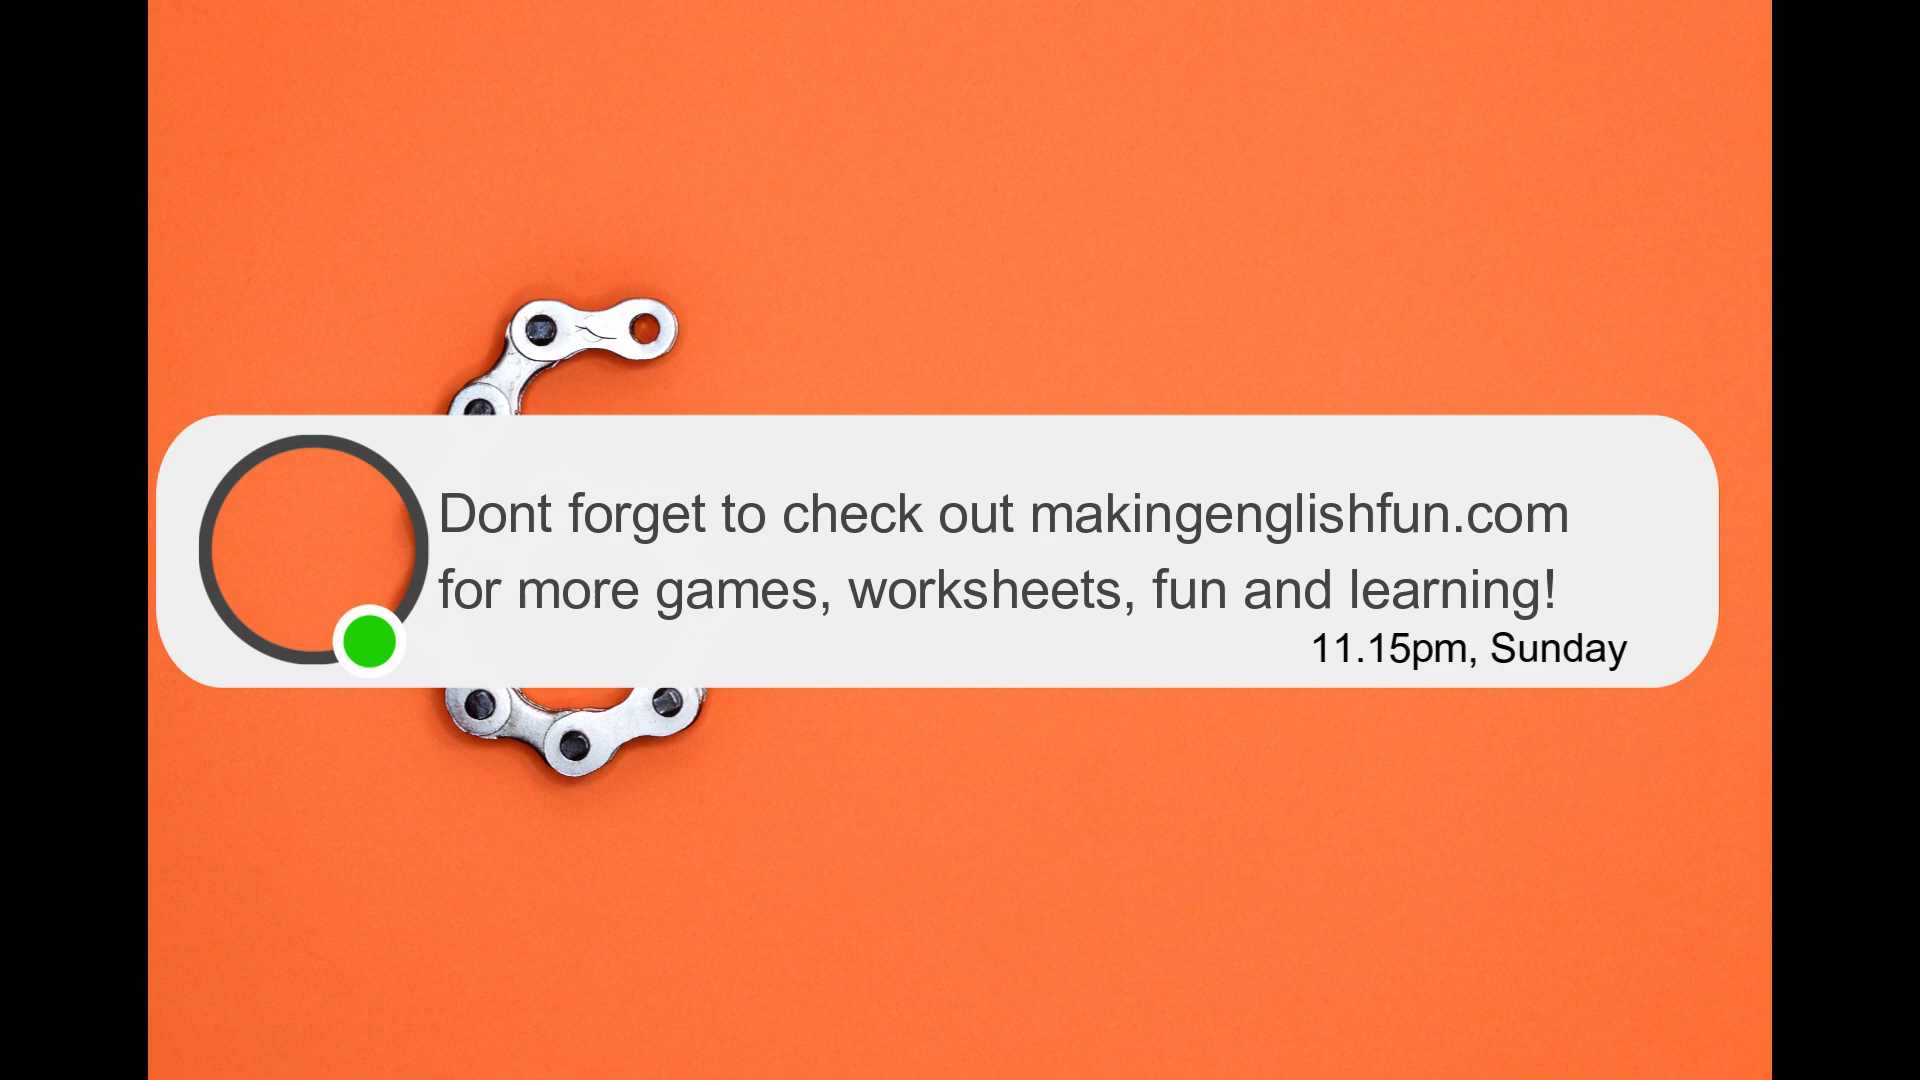 Dont forget to check out makingenglishfun.com
for more games, worksheets, fun and learning!
11.15pm, Sunday